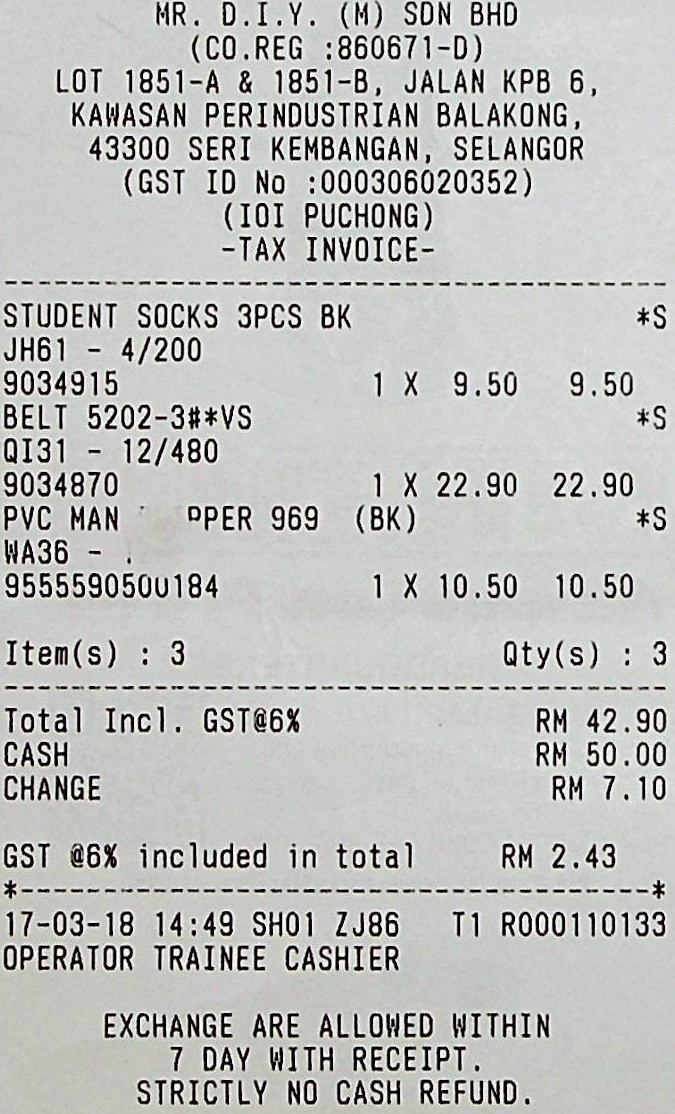 MR. D.I.Y. (M) SDN BHD
(CO.REG :860671-D)
LOT 1851-A & 1851-B, JALAN KPB 6,
KAWASAN PERINDUSTRIAN BALAKONG,
43300 SERI KEMBANGAN, SELANGOR
(GST ID No :000306020352)
(IOI PUCHONG)
-TAX INVOICE-
STUDENT SOCKS 3PCS BK *S
JH61 - 4/200
9034915 1 X 9.50 9.50
BELT 5202-3#*VS *S
QI31 - 12/480
9034870 1 X 22.90 22.90
PVC MAN 969 (BK) *S
WA36 -
9555590500184 1 X 10.50 10.50
Item(s) : 3 Qty(s) : 3
Total Incl. GST@6% RM 42.90
CASH RM 50.00
CHANGE RM 7.10
GST @6% included in total RM 2.43
17-03-18 14:49 SH01 ZJ86 T1 R000110133
OPERATOR TRAINEE CASHIER
EXCHANGE ARE ALLOWED WITHIN
7 DAY WITH RECEIPT.
STRICTLY NO CASH REFUND.